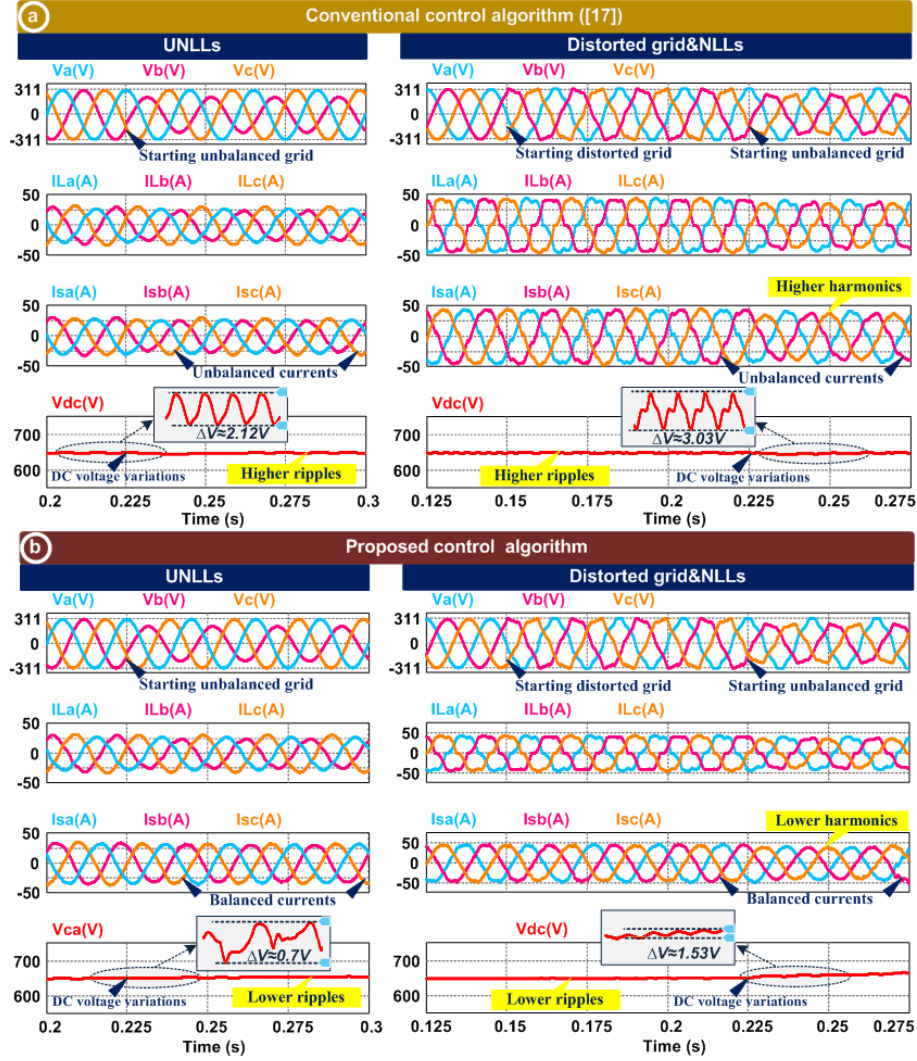 a Conventional control algorithm ([17])
UNLLs
Distorted grid&NLLs
Va(V) Vb(V) Vc(V)
Va(V) Vb(V) Vc(V)
311
0
-311
311
0
-311
Starting unbalanced grid
Starting distorted grid
Starting unbalanced grid
ILa(A) ILb(A) ILc(A)
ILa(A) ILb(A) ILc(A)
50
0
-50
50
0
-50
Isa(A) Isb(A) Isc(A)
Isa(A) Isb(A) Isc(A)
Higher harmonics
50
0
-50
50
0
-50
Unbalanced currents
Unbalanced currents
Vdc(V)
Vdc(V)
ΔV≈2.12V
ΔV≈3.03V
700
600
700
600
DC voltage variations
Higher ripples
Higher ripples
DC voltage variations
0.2 0.225 0.25 0.275 0.3
0.125 0.15 0.175 0.2 0.225 0.25 0.275
Time (s)
Time (s)
b Proposed control algorithm
UNLLs
Distorted grid&NLLs
Va(V) Vb(V) Vc(V)
Va(V) Vb(V) Vc(V)
311
0
-311
311
0
-311
Starting unbalanced grid
Starting distorted grid
Starting unbalanced grid
ILa(A) ILb(A) ILc(A)
ILa(A) ILb(A) ILc(A)
50
0
-50
50
0
-50
Isa(A) Isb(A) Isc(A)
Isa(A) Isb(A) Isc(A)
Lower harmonics
50
0
-50
50
0
-50
Balanced currents
Balanced currents
Vca(V)
Vdc(V)
ΔV≈0.7V
ΔV≈1.53V
700
600
700
600
DC voltage variations
Lower ripples
Lower ripples
DC voltage variations
0.2 0.225 0.25 0.275 0.3
0.125 0.15 0.175 0.2 0.225 0.25 0.275
Time (s)
Time (s)